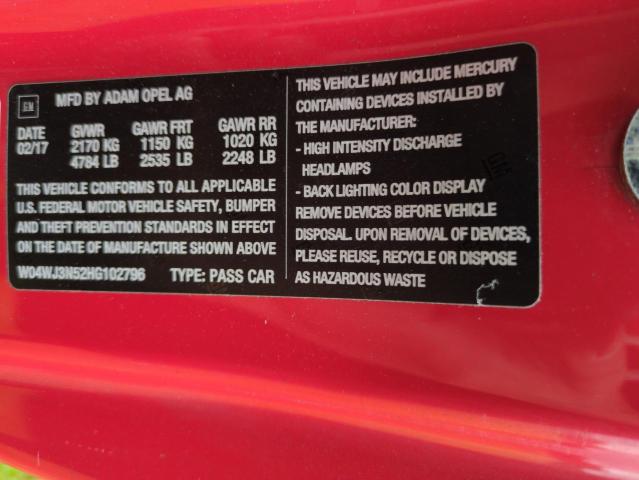 GM
MFD BY ADAM OPEL AG
DATE GVWR GAWR FRT GAWR RR
02/17 2170 KG 1150 KG 1020 KG
4784 LB 2535 LB 2248 LB
THIS VEHICLE CONFORMS TO ALL APPLICABLE
U.S. FEDERAL MOTOR VEHICLE SAFETY, BUMPER
AND THEFT PREVENTION STANDARDS IN EFFECT
ON THE DATE OF MANUFACTURE SHOWN ABOVE
W04WJ3N52HG102796 TYPE: PASS CAR
THIS VEHICLE MAY INCLUDE MERCURY
CONTAINING DEVICES INSTALLED BY
THE MANUFACTURER:
- HIGH INTENSITY DISCHARGE
HEADLAMPS
- BACK LIGHTING COLOR DISPLAY
REMOVE DEVICES BEFORE VEHICLE
DISPOSAL. UPON REMOVAL OF DEVICES,
PLEASE REUSE, RECYCLE OR DISPOSE
AS HAZARDOUS WASTE